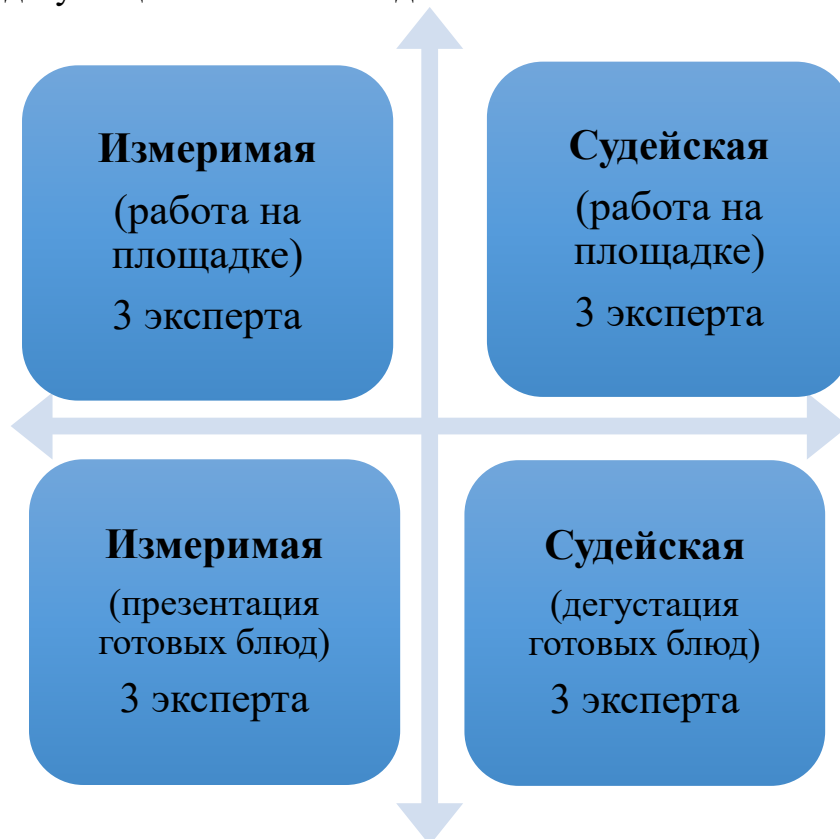 Измеримая
(работа на
площадке)
3 эксперта
Судейская
(работа на
площадке)
3 эксперта
Измеримая
(презентация
готовых блюд)
3 эксперта
Судейская
(дегустация
готовых блюд)
3 эксперта